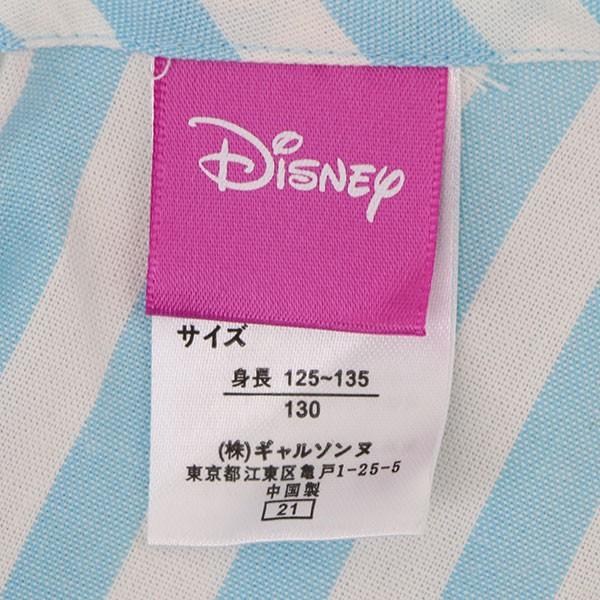 Disney
サイズ
身長 125~135
130
(株)ギャルソンヌ
東京都江東区亀戸1-25-5
中国製
21